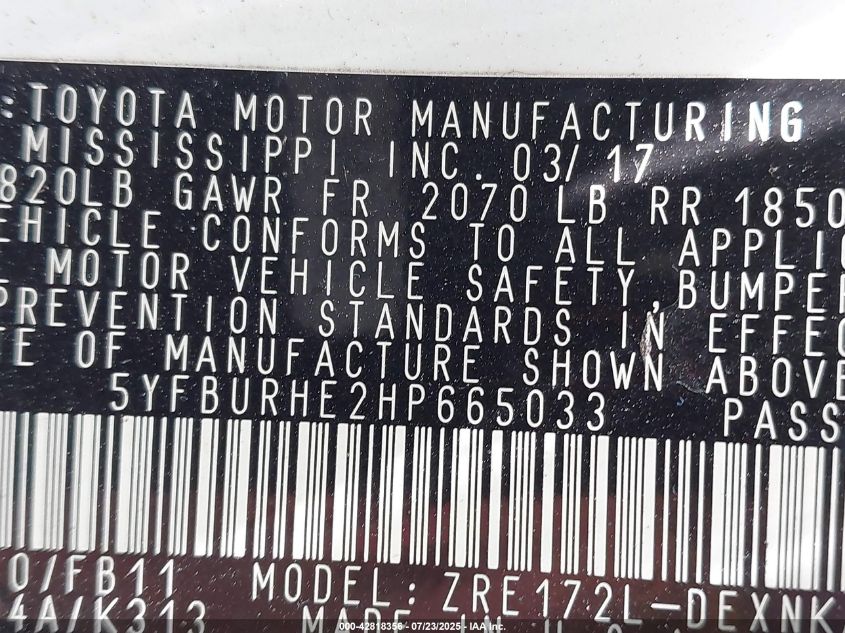 :TOYOTA MOTOR MANUFACTURING
MISSISSIPPI INC. 03/17
820LB GAWR FR 2070 LB RR 1850
EHICLE CONFORMS TO ALL APPLIC
MOTOR VEHICLE SAFETY,BUMPER
PREVENTION STANDARDS IN EFFEC
TE OF MANUFACTURE SHOWN ABOVE
5YFBURHE2HP665033 PASS
0/FB11 MODEL:ZRE172L-DEXNK
4A/K313 MADE
000-42818356 - 07/23/2025 - IAA Inc.